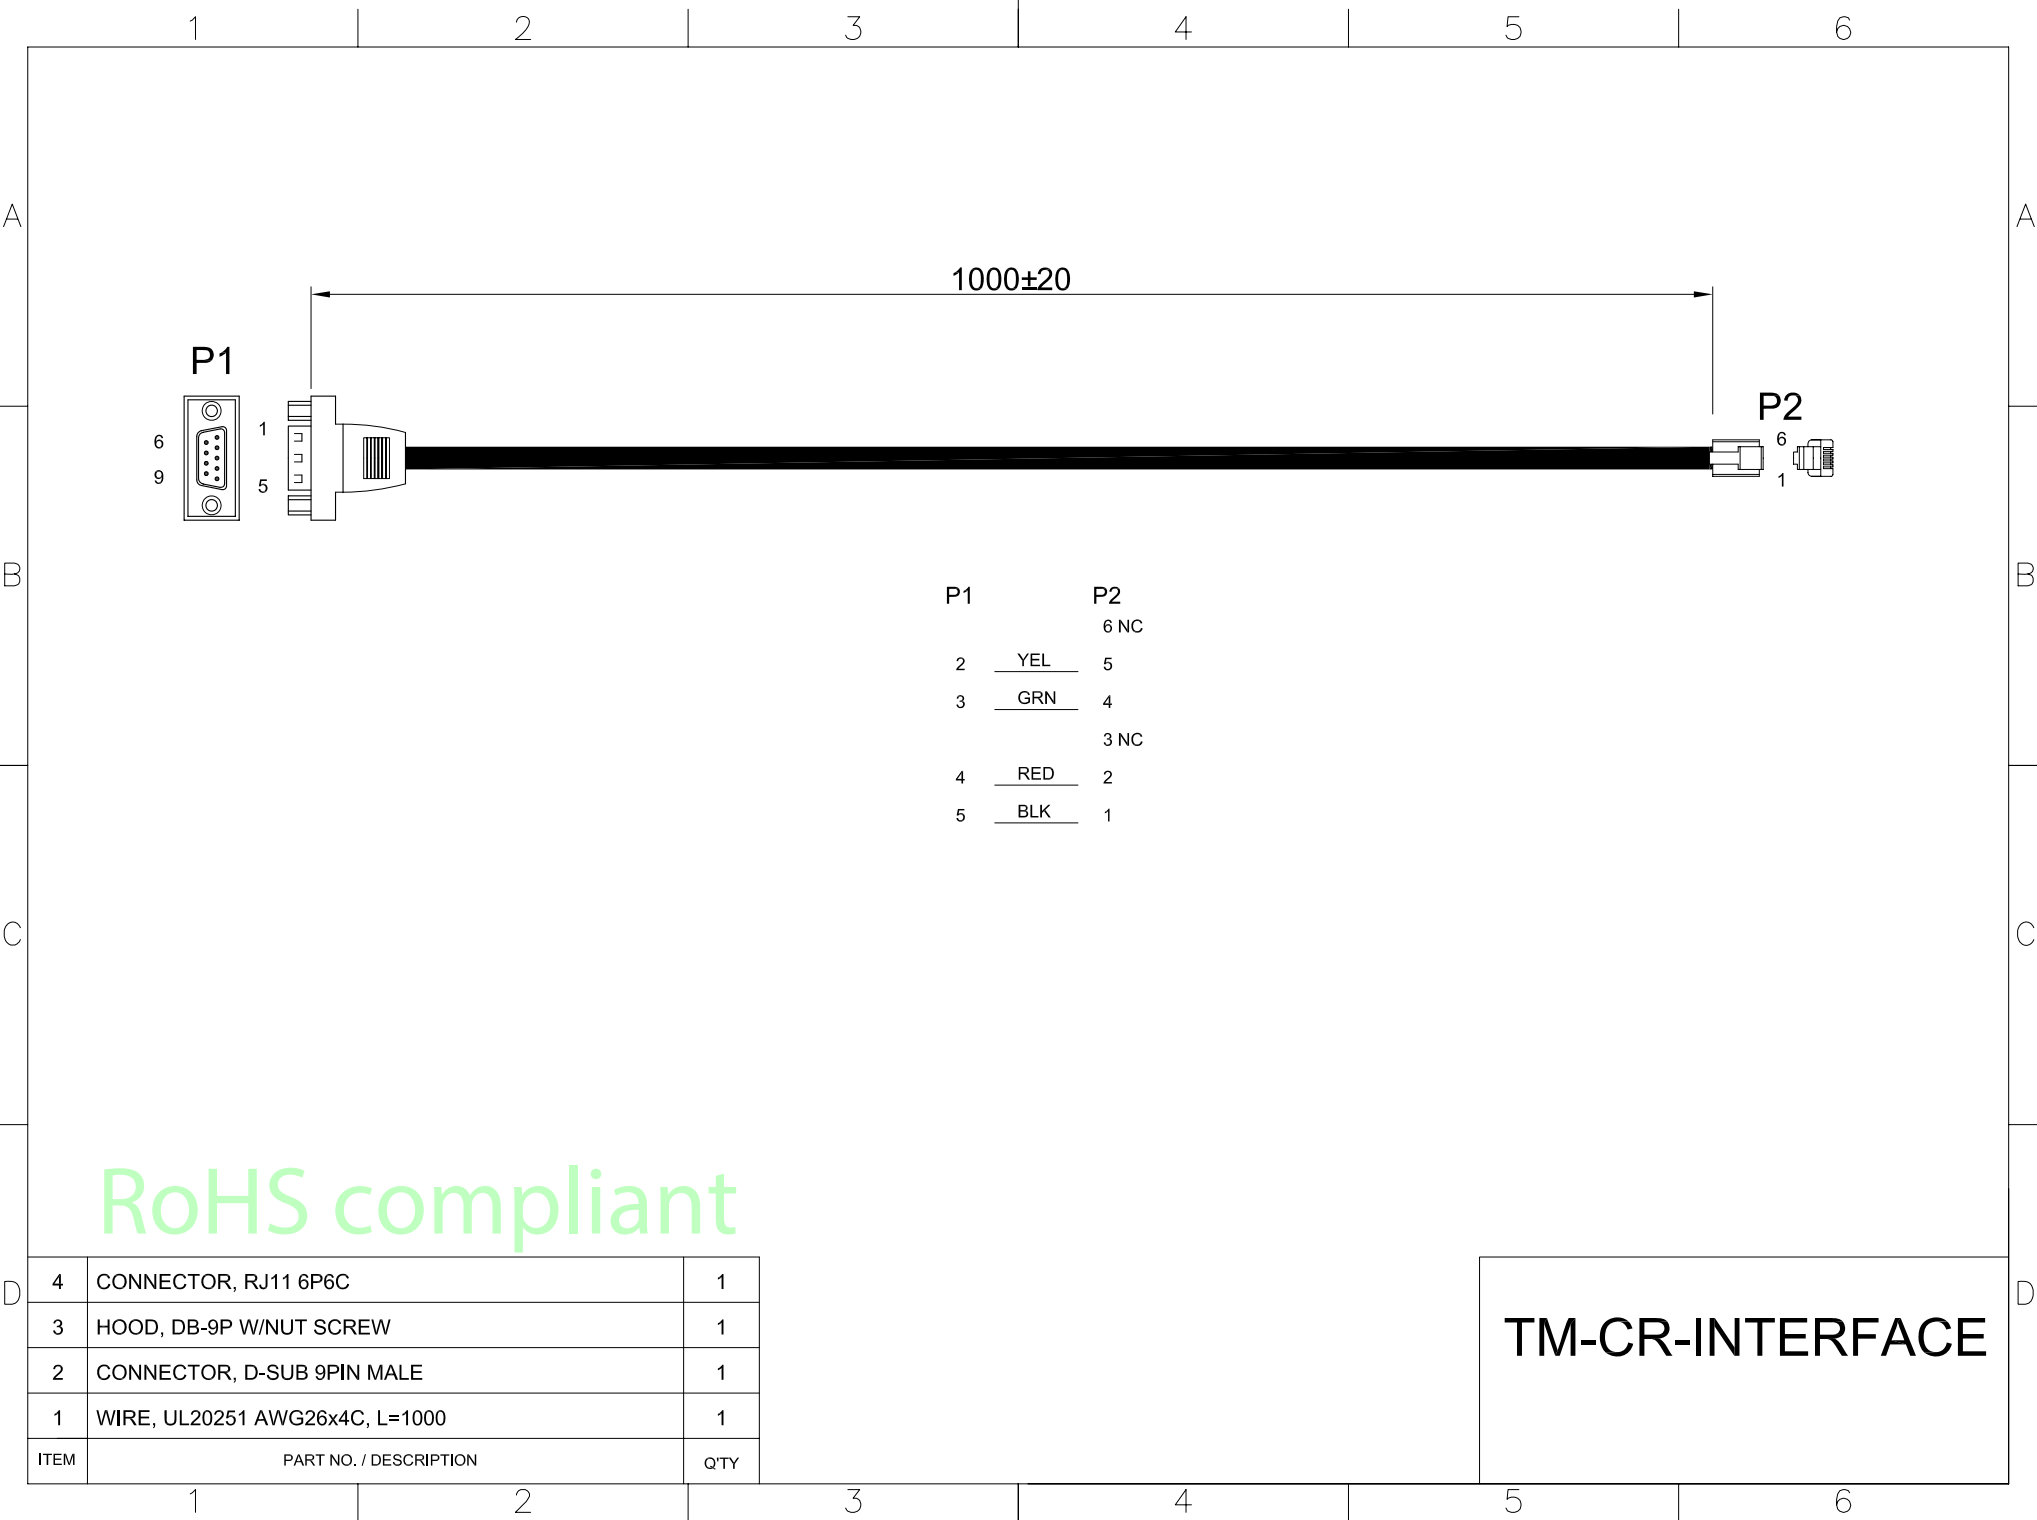 1 2 3 4 5 6
A A
1000±20
P1
P2
6 1
9 5
6
1
B B
P1 P2
6 NC
2 YEL 5
3 GRN 4
3 NC
4 RED 2
5 BLK 1
C C
RoHS compliant
D D
4 CONNECTOR, RJ11 6P6C 1
3 HOOD, DB-9P W/NUT SCREW 1
2 CONNECTOR, D-SUB 9PIN MALE 1
1 WIRE, UL20251 AWG26x4C, L=1000 1
ITEM PART NO. / DESCRIPTION Q'TY
TM-CR-INTERFACE
1 2 3 4 5 6